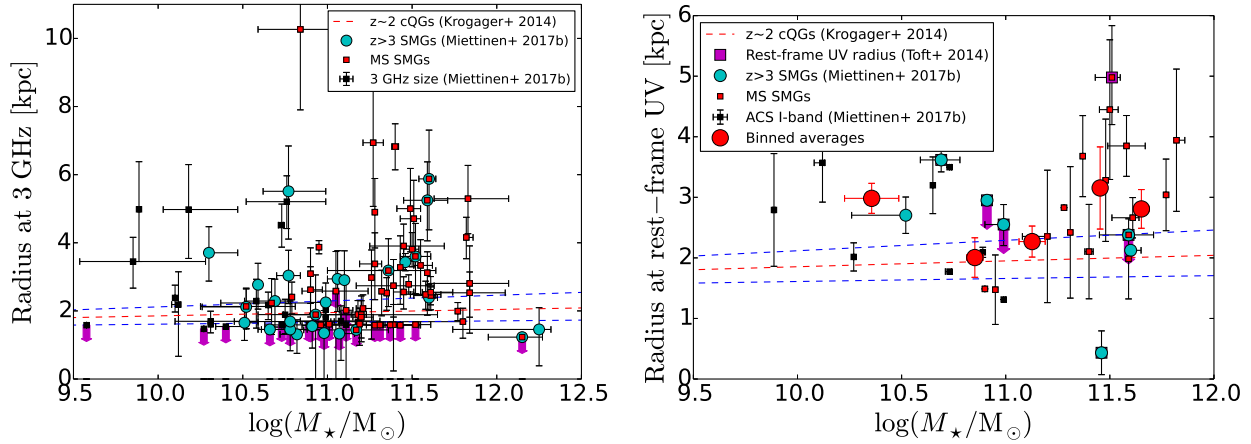 10
8
6
4
2
0
9.5
10.0
10.5
11.0
11.5
12.0
12.5
Radius at 3 GHz [kpc]
log(M⋆/M⊙)
z~2 cQGs (Krogager+ 2014)
z>3 SMGs (Miettinen+ 2017b)
MS SMGs
3 GHz size (Miettinen+ 2017b)
6
5
4
3
2
1
0
9.5
10.0
10.5
11.0
11.5
12.0
Radius at rest−frame UV [kpc]
log(M⋆/M⊙)
z~2 cQGs (Krogager+ 2014)
Rest-frame UV radius (Toft+ 2014)
z>3 SMGs (Miettinen+ 2017b)
MS SMGs
ACS I-band (Miettinen+ 2017b)
Binned averages